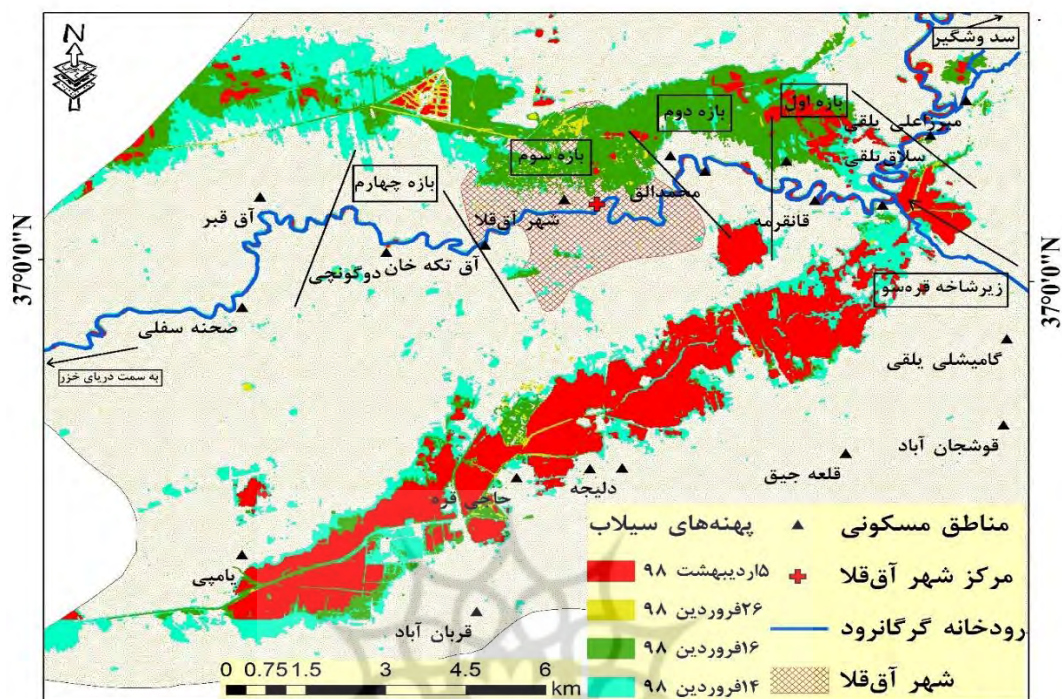 N
سد وشگیر
بازه اول
میرزاعلی یلقی
سلاق یلقی
بازه دوم
بازه سوم
بازه چهارم
محمدالق
قانقرمه
شهر آق‌قلا
آق قبر
آق تکه خان
دوگونچی
زیرشاخه قره‌سو
37°0'0"N
37°0'0"N
صحنه سفلی
به سمت دریای خزر
گامیشلی یلقی
قوشجان آباد
قلعه جیق
دلیجه
حاجی قره
یامپی
قربان آباد
مناطق مسکونی
مرکز شهر آق‌قلا
رودخانه گرگانرود
شهر آق‌قلا
پهنه‌های سیلاب
۵اردیبهشت ۹۸
۲۶فروردین ۹۸
۱۶فروردین ۹۸
۱۴فروردین ۹۸
0 0.75 1.5 3 4.5 6
km